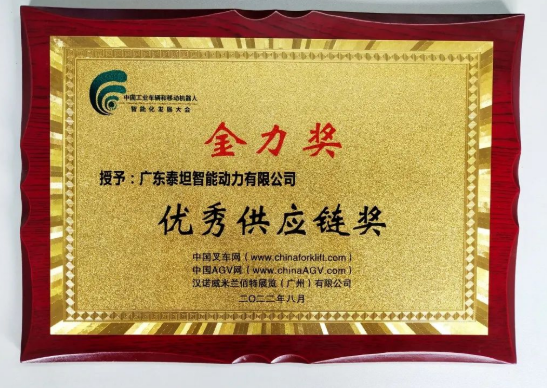 中国工业车辆和移动机器人
智能化发展大会
金力奖
授予：广东泰坦智能动力有限公司
优秀供应链奖
中国叉车网（www.chinaforklift.com）
中国AGV网（www.chinaAGV.com）
汉诺威米兰佰特展览（广州）有限公司
二〇二二年八月